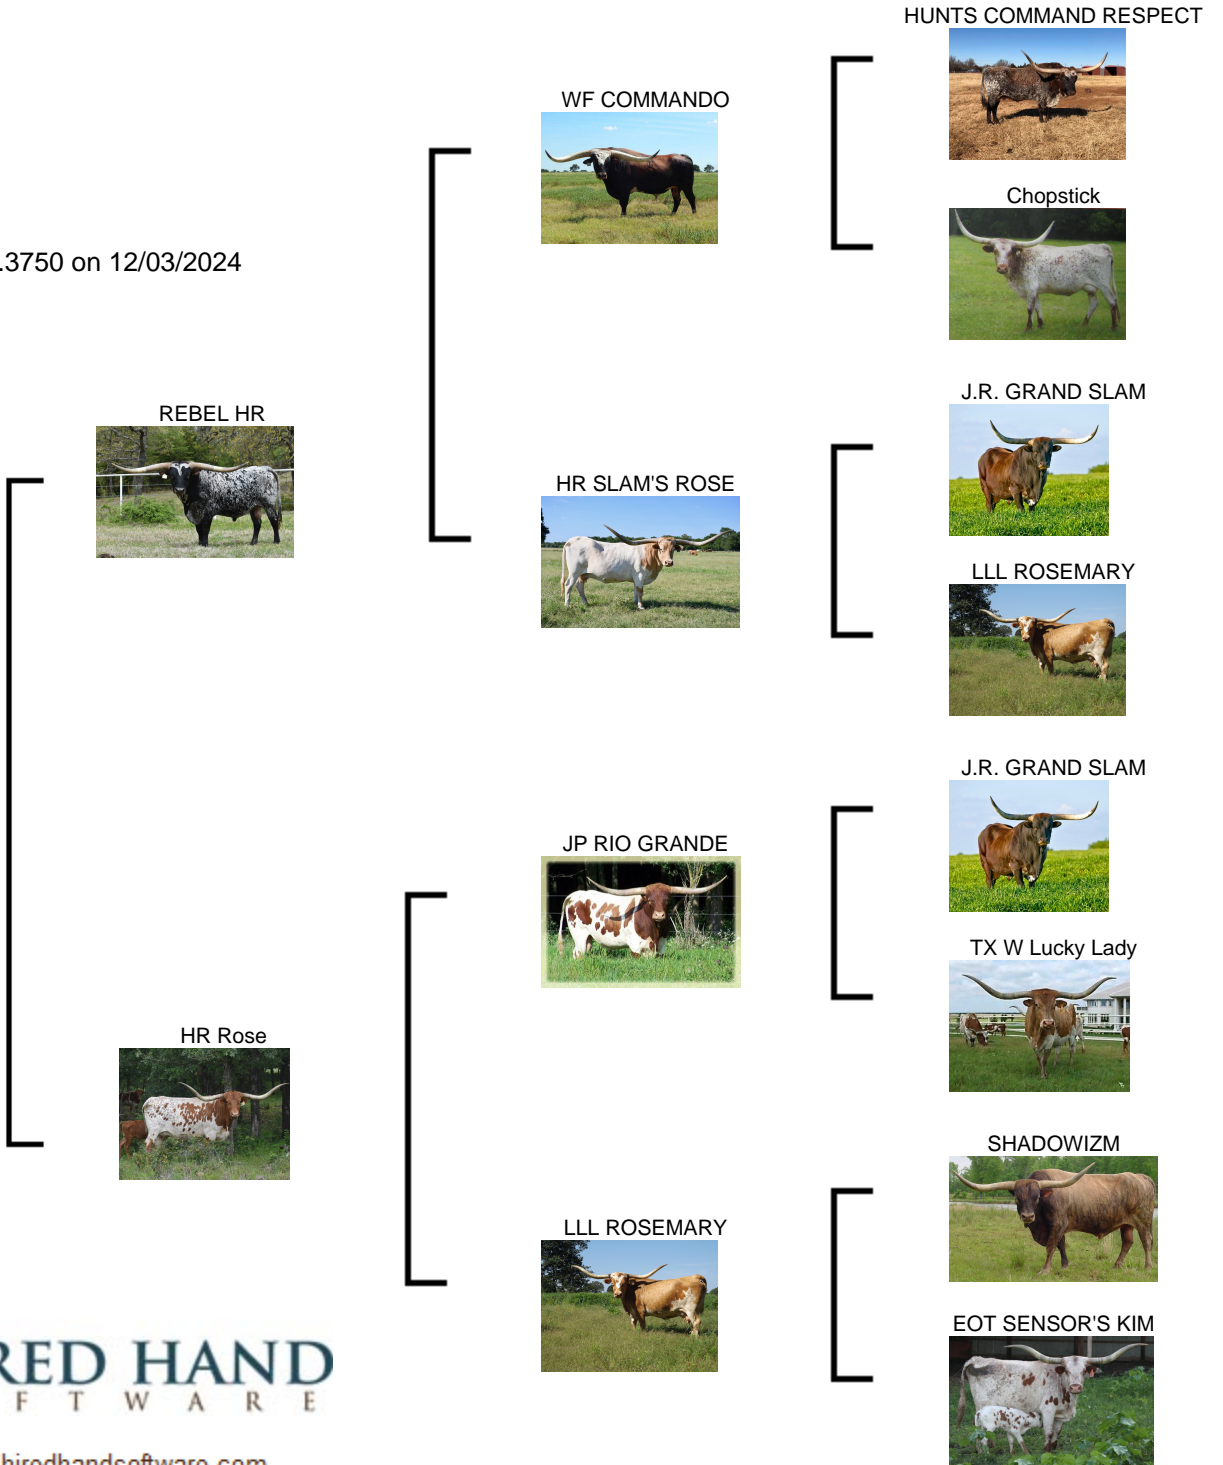 HUNTS COMMAND RESPECT
WF COMMANDO
Chopstick
.3750 on 12/03/2024
J.R. GRAND SLAM
REBEL HR
HR SLAM'S ROSE
LLL ROSEMARY
J.R. GRAND SLAM
JP RIO GRANDE
TX W Lucky Lady
HR Rose
SHADOWIZM
LLL ROSEMARY
EOT SENSOR'S KIM
RED HAND
F T W A R E
hiredhandsoftware.com